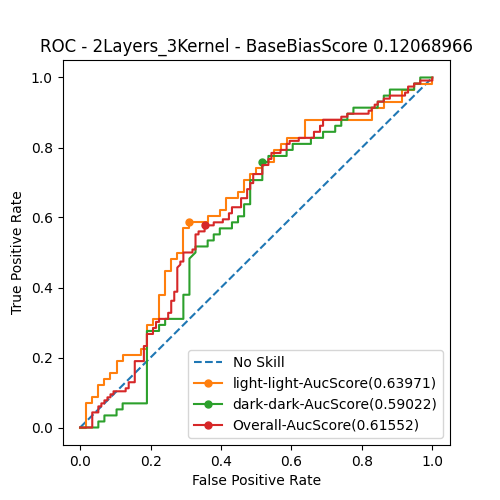 ROC - 2Layers_3Kernel - BaseBiasScore 0.12068966
1.0
0.8
0.6
0.4
0.2
0.0
True Positive Rate
No Skill
light-light-AucScore(0.63971)
dark-dark-AucScore(0.59022)
Overall-AucScore(0.61552)
0.0 0.2 0.4 0.6 0.8 1.0
False Positive Rate